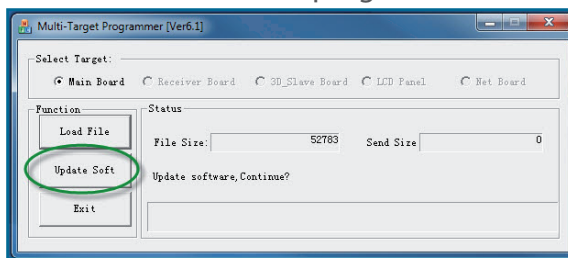 Multi-Target Programmer [Ver6.1]
Select Target:
Main Board Receiver Board 3D_Slave Board LCD Panel Net Board
Function
Status
Load File
File Size: 52783 Send Size 0
Update Soft
Update software,Continue?
Exit